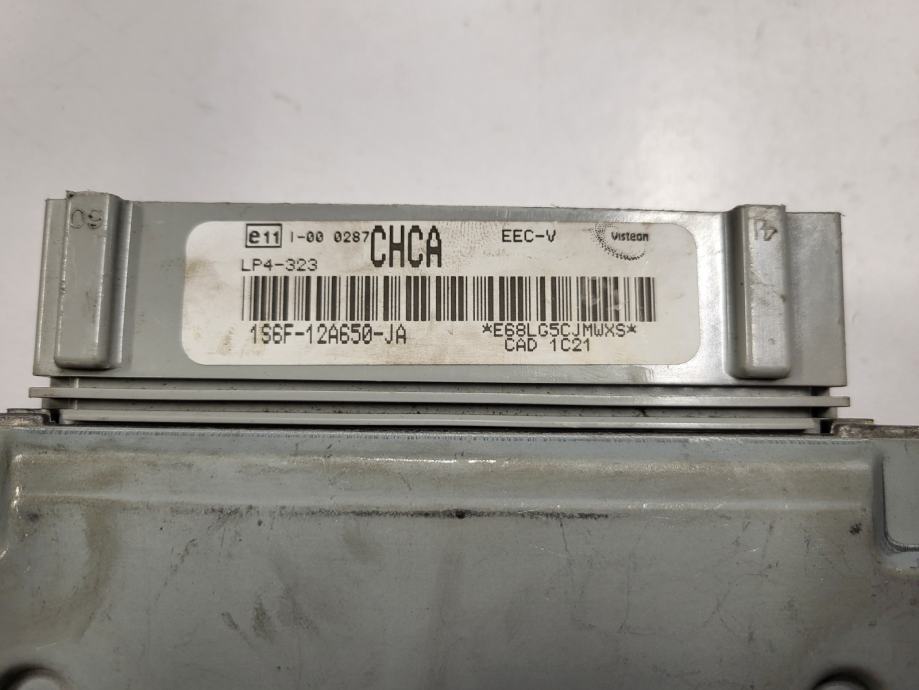 e11 I-00 0287 CHCA EEC-V Visteon
LP4-323
1S6F-12A650-JA *E68LG5CJMWXS*
CAD 1C21